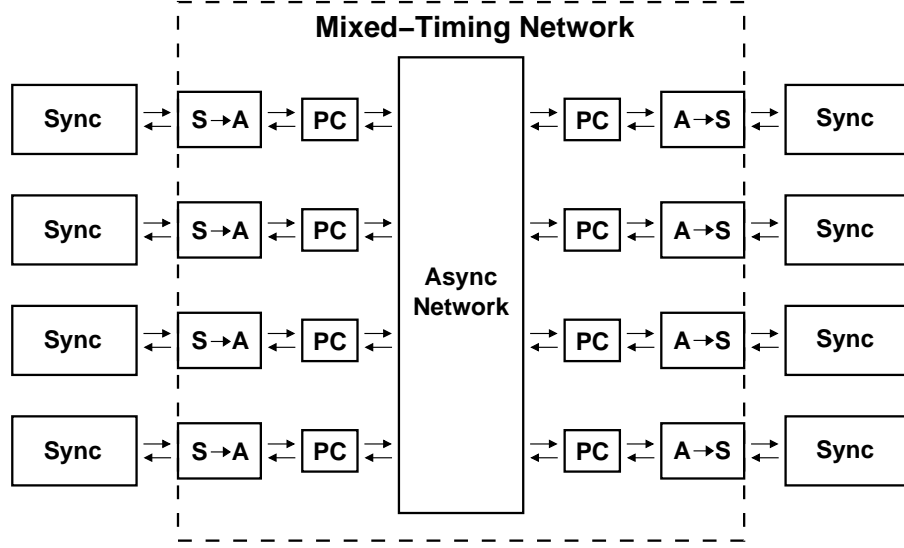 Mixed–Timing Network
Sync S→A PC PC A→S Sync
Sync S→A PC PC A→S Sync
Async
Network
Sync S→A PC PC A→S Sync
Sync S→A PC PC A→S Sync